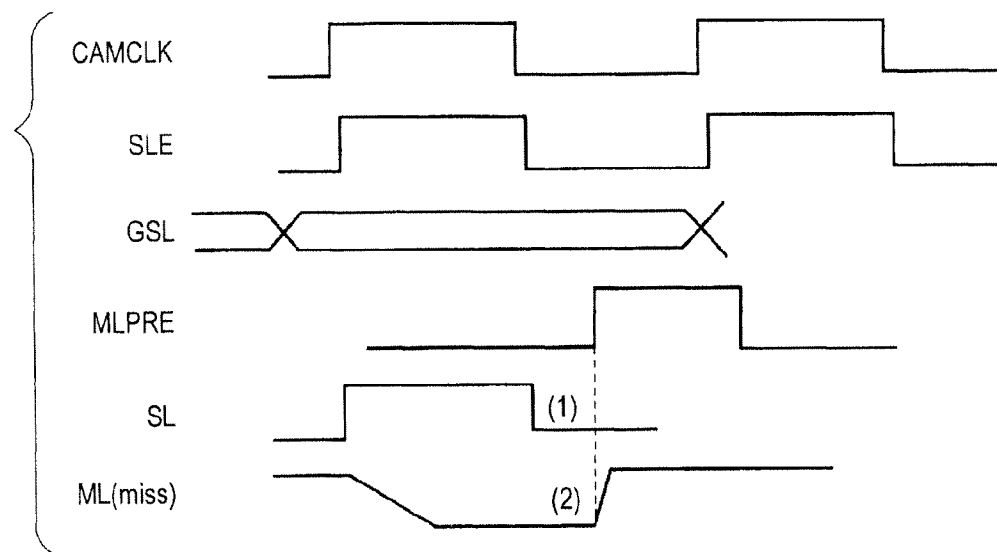 CAMCLK
SLE
GSL
MLPRE
SL
(1)
ML(miss)
(2)